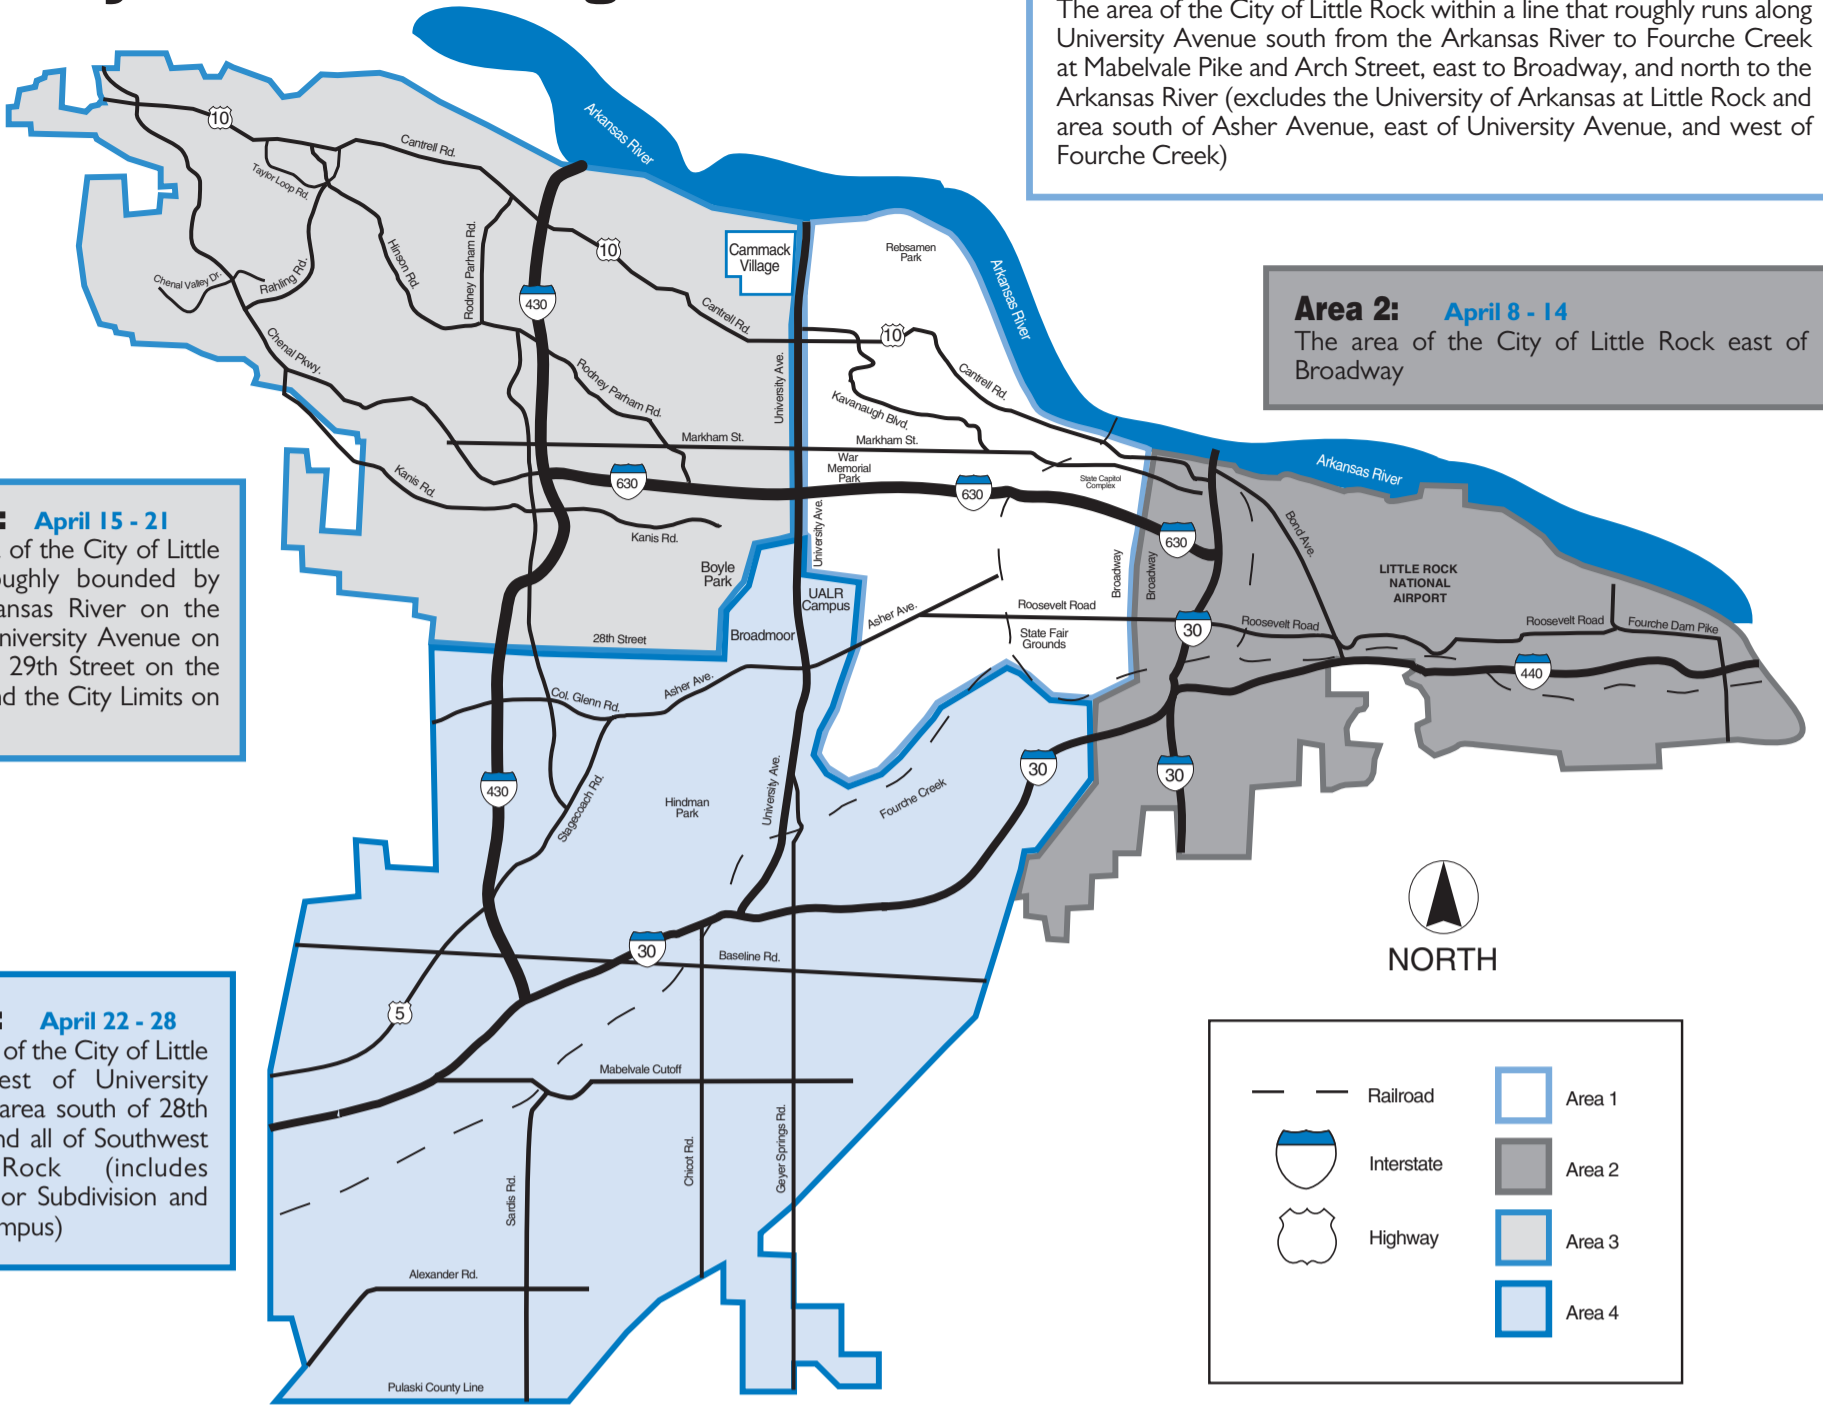 The area of the City of Little Rock within a line that roughly runs along
University Avenue south from the Arkansas River to Fourche Creek
at Mabelvale Pike and Arch Street, east to Broadway, and north to the
Arkansas River (excludes the University of Arkansas at Little Rock and
area south of Asher Avenue, east of University Avenue, and west of
Fourche Creek)
Area 2: April 8 - 14
The area of the City of Little Rock east of
Broadway
: April 15 - 21
of the City of Little
oughly bounded by
ansas River on the
niversity Avenue on
29th Street on the
nd the City Limits on
: April 22 - 28
of the City of Little
est of University
area south of 28th
nd all of Southwest
Rock (includes
or Subdivision and
mpus)
Arkansas River
10
Cantrell Rd.
Taylor Loop Rd.
Hinson Rd.
Rodney Parham Rd.
Chenal Valley Dr.
Rahling Rd.
Chenal Pkwy.
430
10
Cantrell Rd.
Cammack
Village
Rebsamen
Park
Arkansas River
10
Cantrell Rd.
University Ave.
Kavanaugh Blvd.
Rodney Parham Rd.
Markham St.
Markham St.
War
Memorial
Park
State Capitol
Complex
Kanis Rd.
630
630
630
Kanis Rd.
University Ave.
Boyle
Park
UALR
Campus
Broadmoor
28th Street
Broadway
Broadway
Bond Ave.
Arkansas River
LITTLE ROCK
NATIONAL
AIRPORT
Asher Ave.
Roosevelt Road
State Fair
Grounds
30
Roosevelt Road
Roosevelt Road
Fourche Dam Pike
440
Col. Glenn Rd.
Asher Ave.
430
Stagecoach Rd.
Hindman
Park
University Ave.
Fourche Creek
30
30
30
Baseline Rd.
5
Mabelvale Cutoff
Sardis Rd.
Chicot Rd.
Geyer Springs Rd.
Alexander Rd.
Pulaski County Line
NORTH
Railroad
Interstate
Highway
Area 1
Area 2
Area 3
Area 4